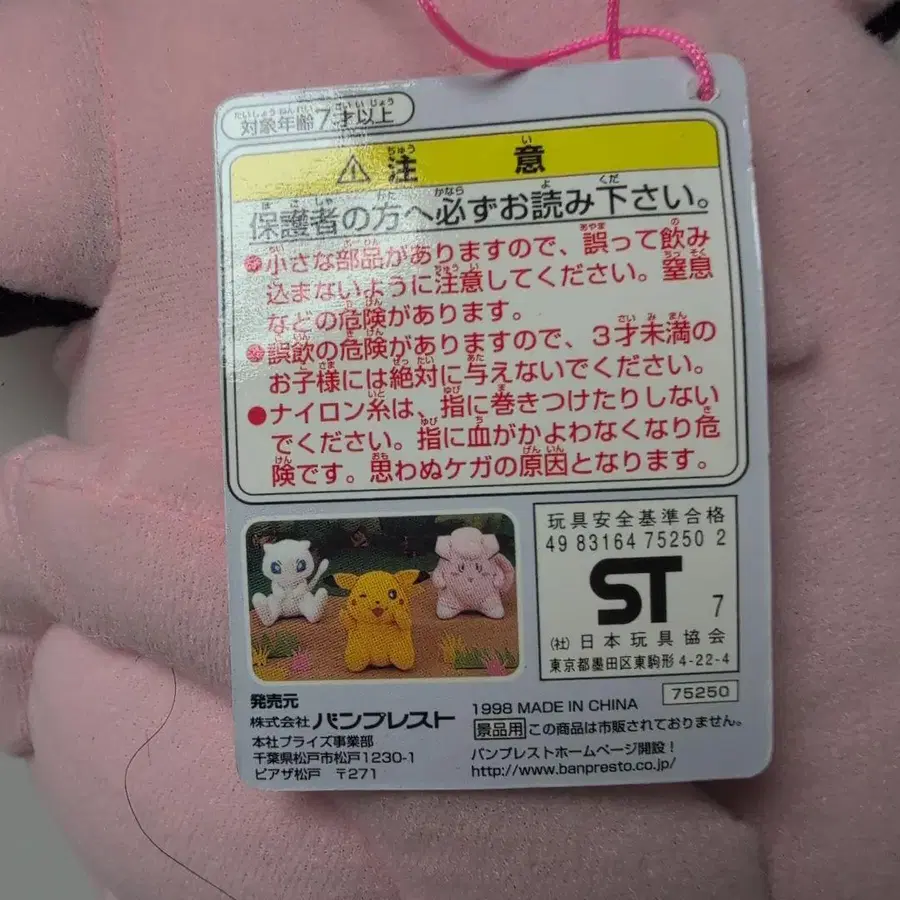 対象年齢7才以上
⚠注意
保護者の方へ必ずお読み下さい。
●小さな部品がありますので、誤って飲み
込まないように注意してください。窒息
などの危険があります。
●誤飲の危険がありますので、3才未満の
お子様には絶対に与えないでください。
●ナイロン糸は、指に巻きつけたりしない
でください。指に血がかよわなくなり危
険です。思わぬケガの原因となります。
玩具安全基準合格
49 83164 75250 2
ST 7
(社)日本玩具協会
東京都墨田区東駒形 4-22-4
75250
発売元
株式会社 バンプレスト
本社プライズ事業部
千葉県松戸市松戸1230-1
ピアザ松戸 〒271
1998 MADE IN CHINA
景品用 この商品は市販されておりません。
バンプレストホームページ開設!
http://www.banpresto.co.jp/